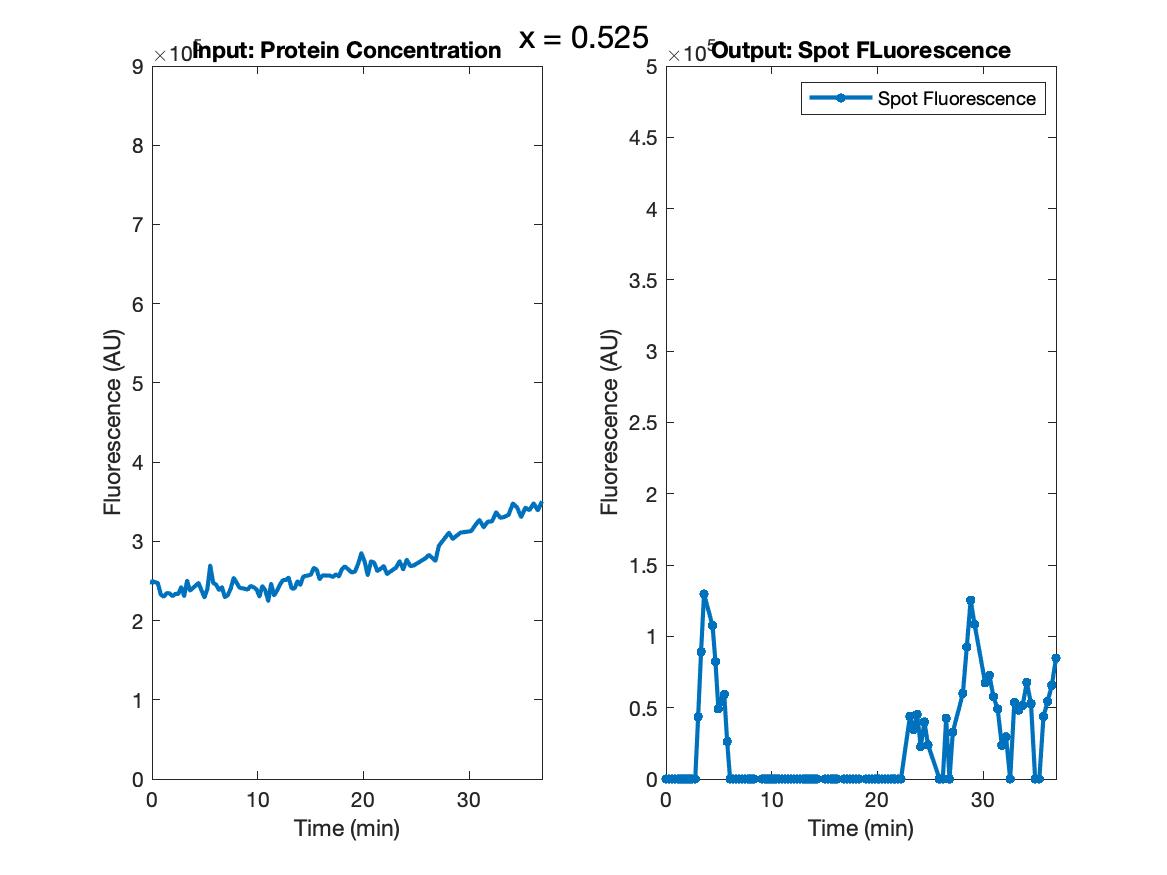 x = 0.525
×10⁵
Input: Protein Concentration
9
8
7
6
5
4
3
2
1
0
Fluorescence (AU)
0 10 20 30
Time (min)
×10⁵
Output: Spot FLuorescence
Spot Fluorescence
5
4.5
4
3.5
3
2.5
2
1.5
1
0.5
0
Fluorescence (AU)
0 10 20 30
Time (min)